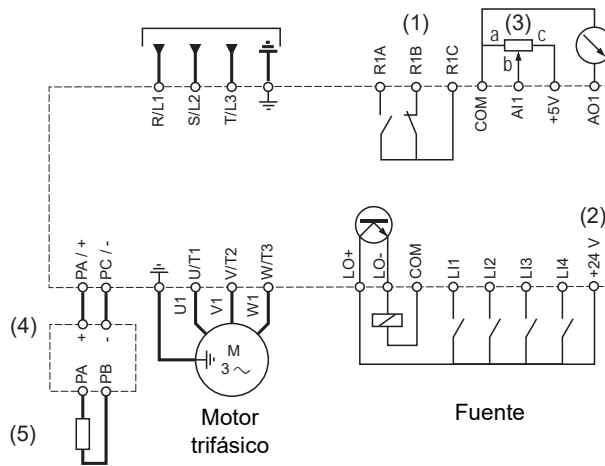 (1)
(3)
a
c
b
R1A
R1B
R1C
COM
AI1
+5V
AO1
R/L1
S/L2
T/L3
(2)
PA / +
PC / -
U/T1
V/T2
W/T3
LO+
LO-
COM
LI1
LI2
LI3
LI4
+24 V
U1
V1
W1
(4)
+
-
PA
PB
M
3 ~
(5)
Motor
trifásico
Fuente